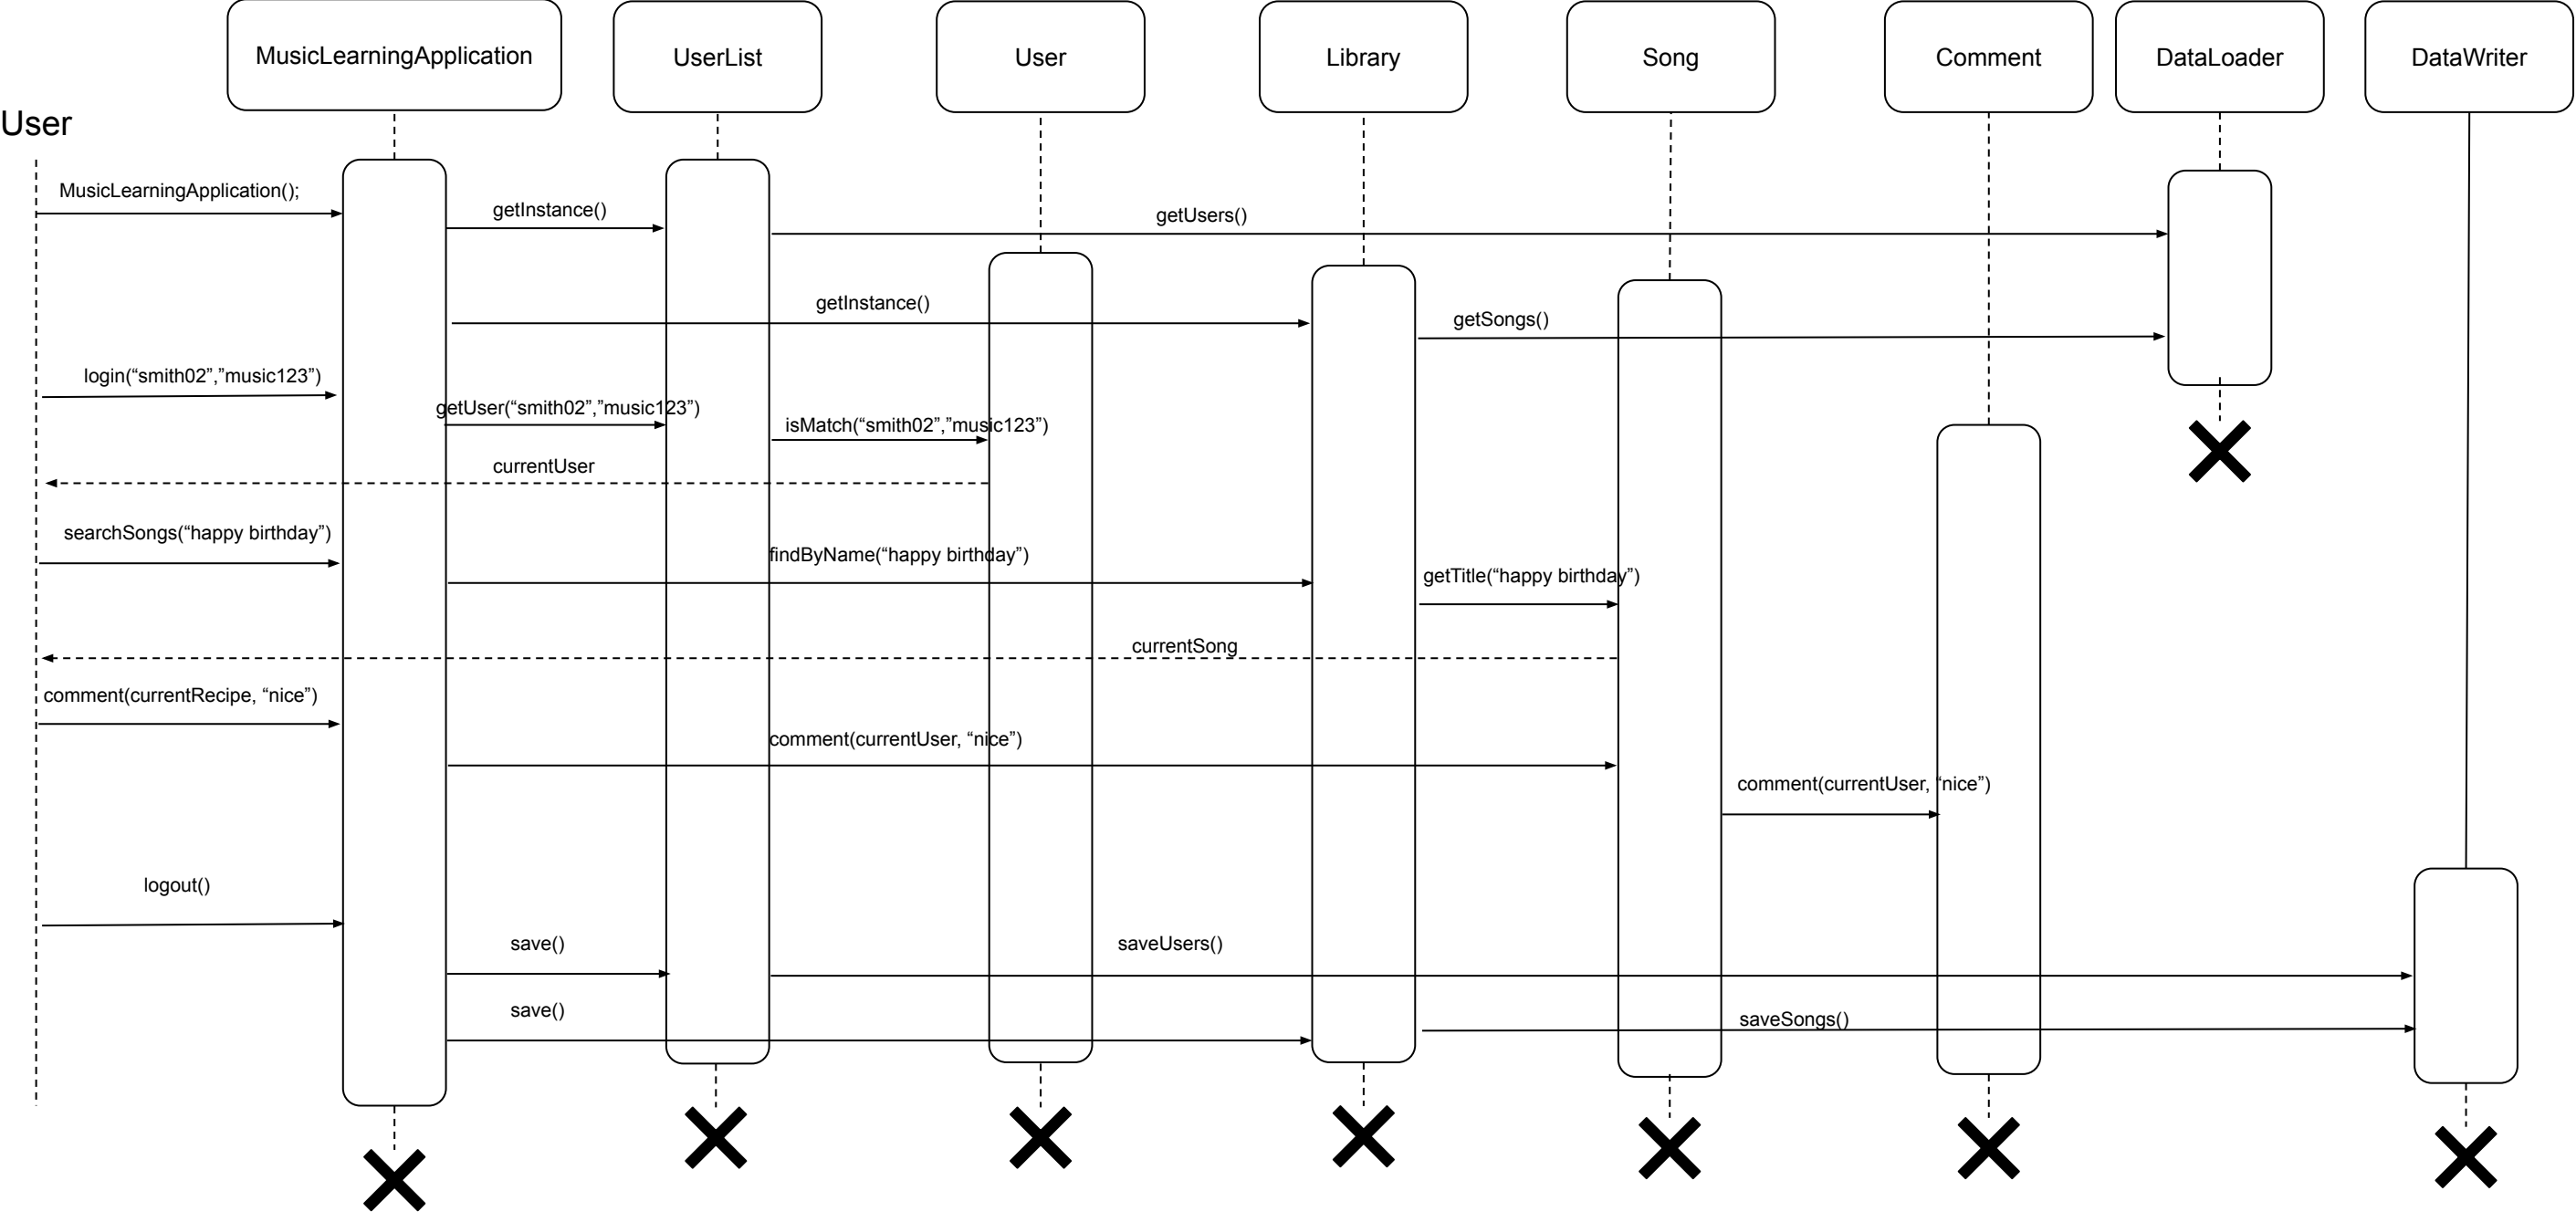 MusicLearningApplication
UserList
User
Library
Song
Comment
DataLoader
DataWriter
User
MusicLearningApplication();
getInstance()
getUsers()
getInstance()
getSongs()
login(“smith02”,”music123”)
getUser(“smith02”,”music123”)
isMatch(“smith02”,”music123”)
currentUser
searchSongs(“happy birthday”)
findByName(“happy birthday”)
getTitle(“happy birthday”)
currentSong
comment(currentRecipe, “nice”)
comment(currentUser, “nice”)
comment(currentUser, “nice”)
logout()
save()
saveUsers()
save()
saveSongs()